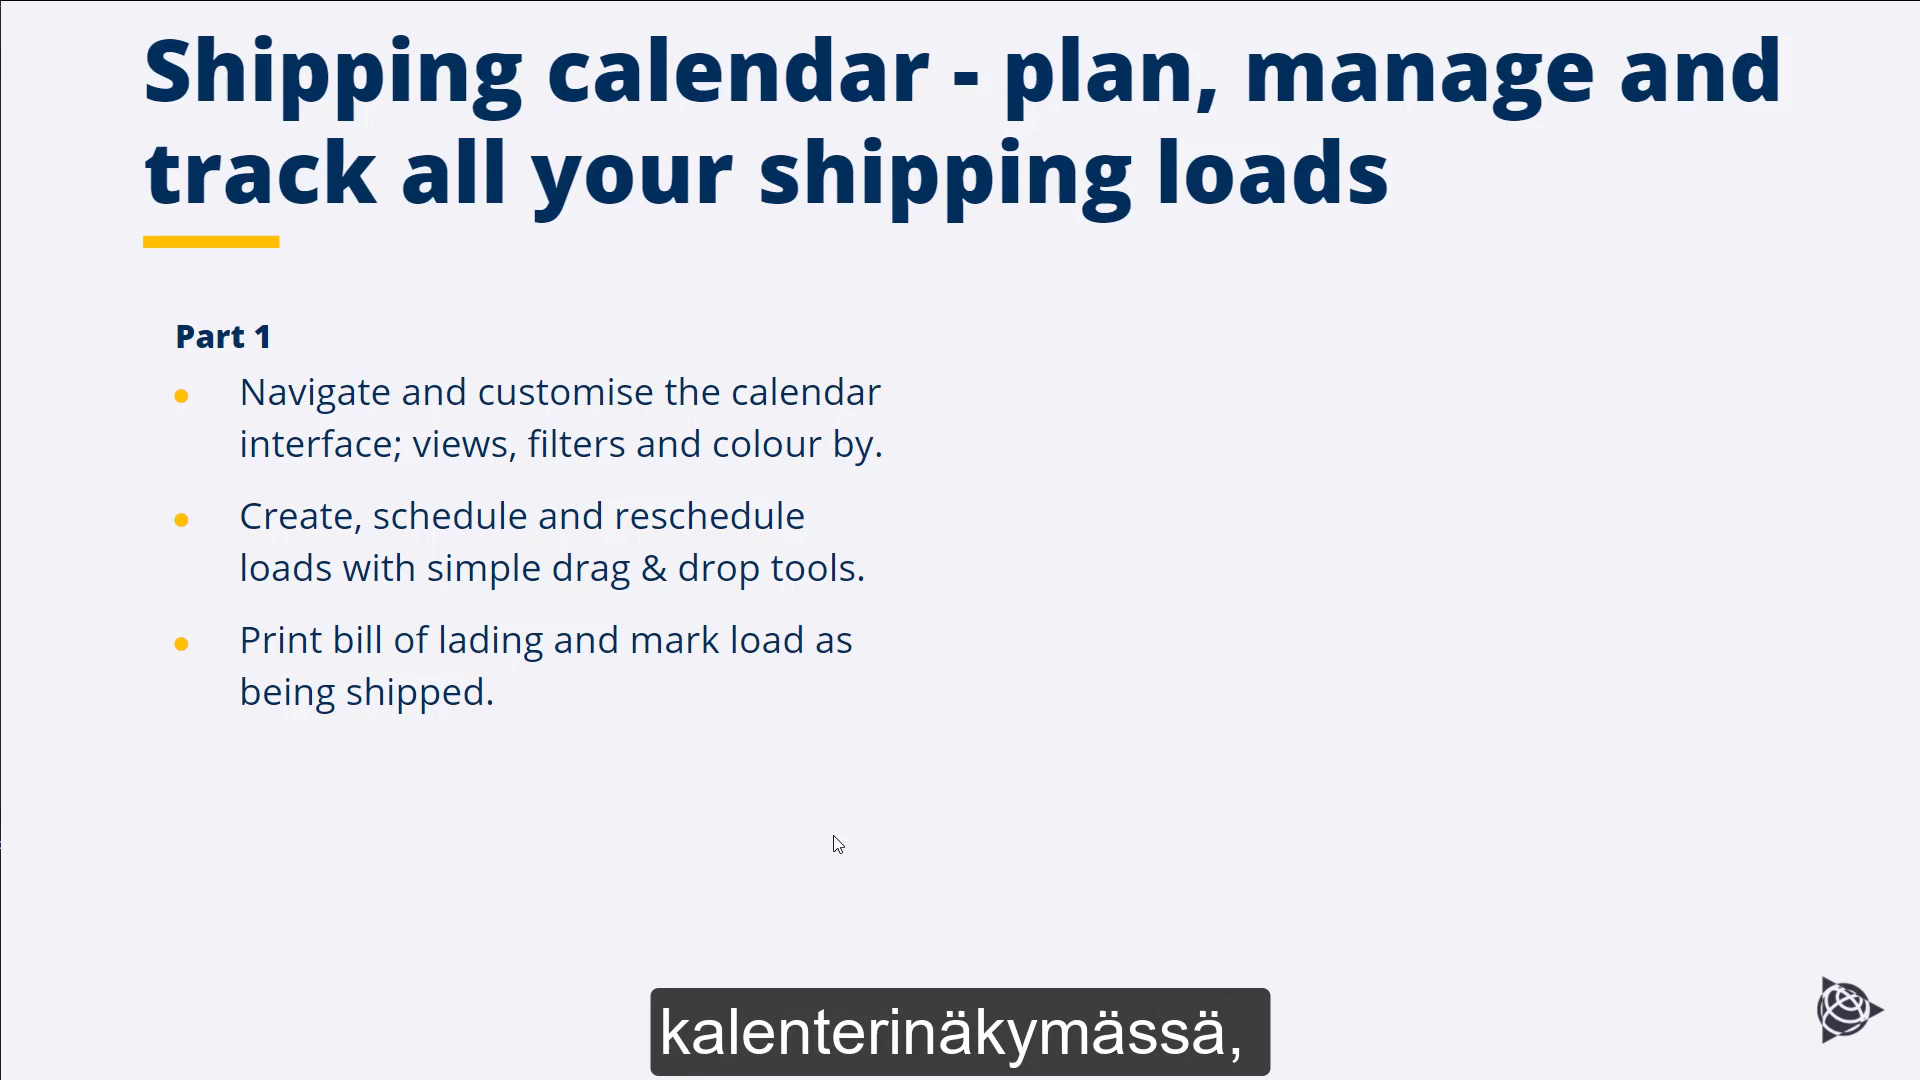 Shipping calendar - plan, manage and
track all your shipping loads
Part 1
Navigate and customise the calendar
interface; views, filters and colour by.
Create, schedule and reschedule
loads with simple drag & drop tools.
Print bill of lading and mark load as
being shipped.
kalenterinäkymässä,